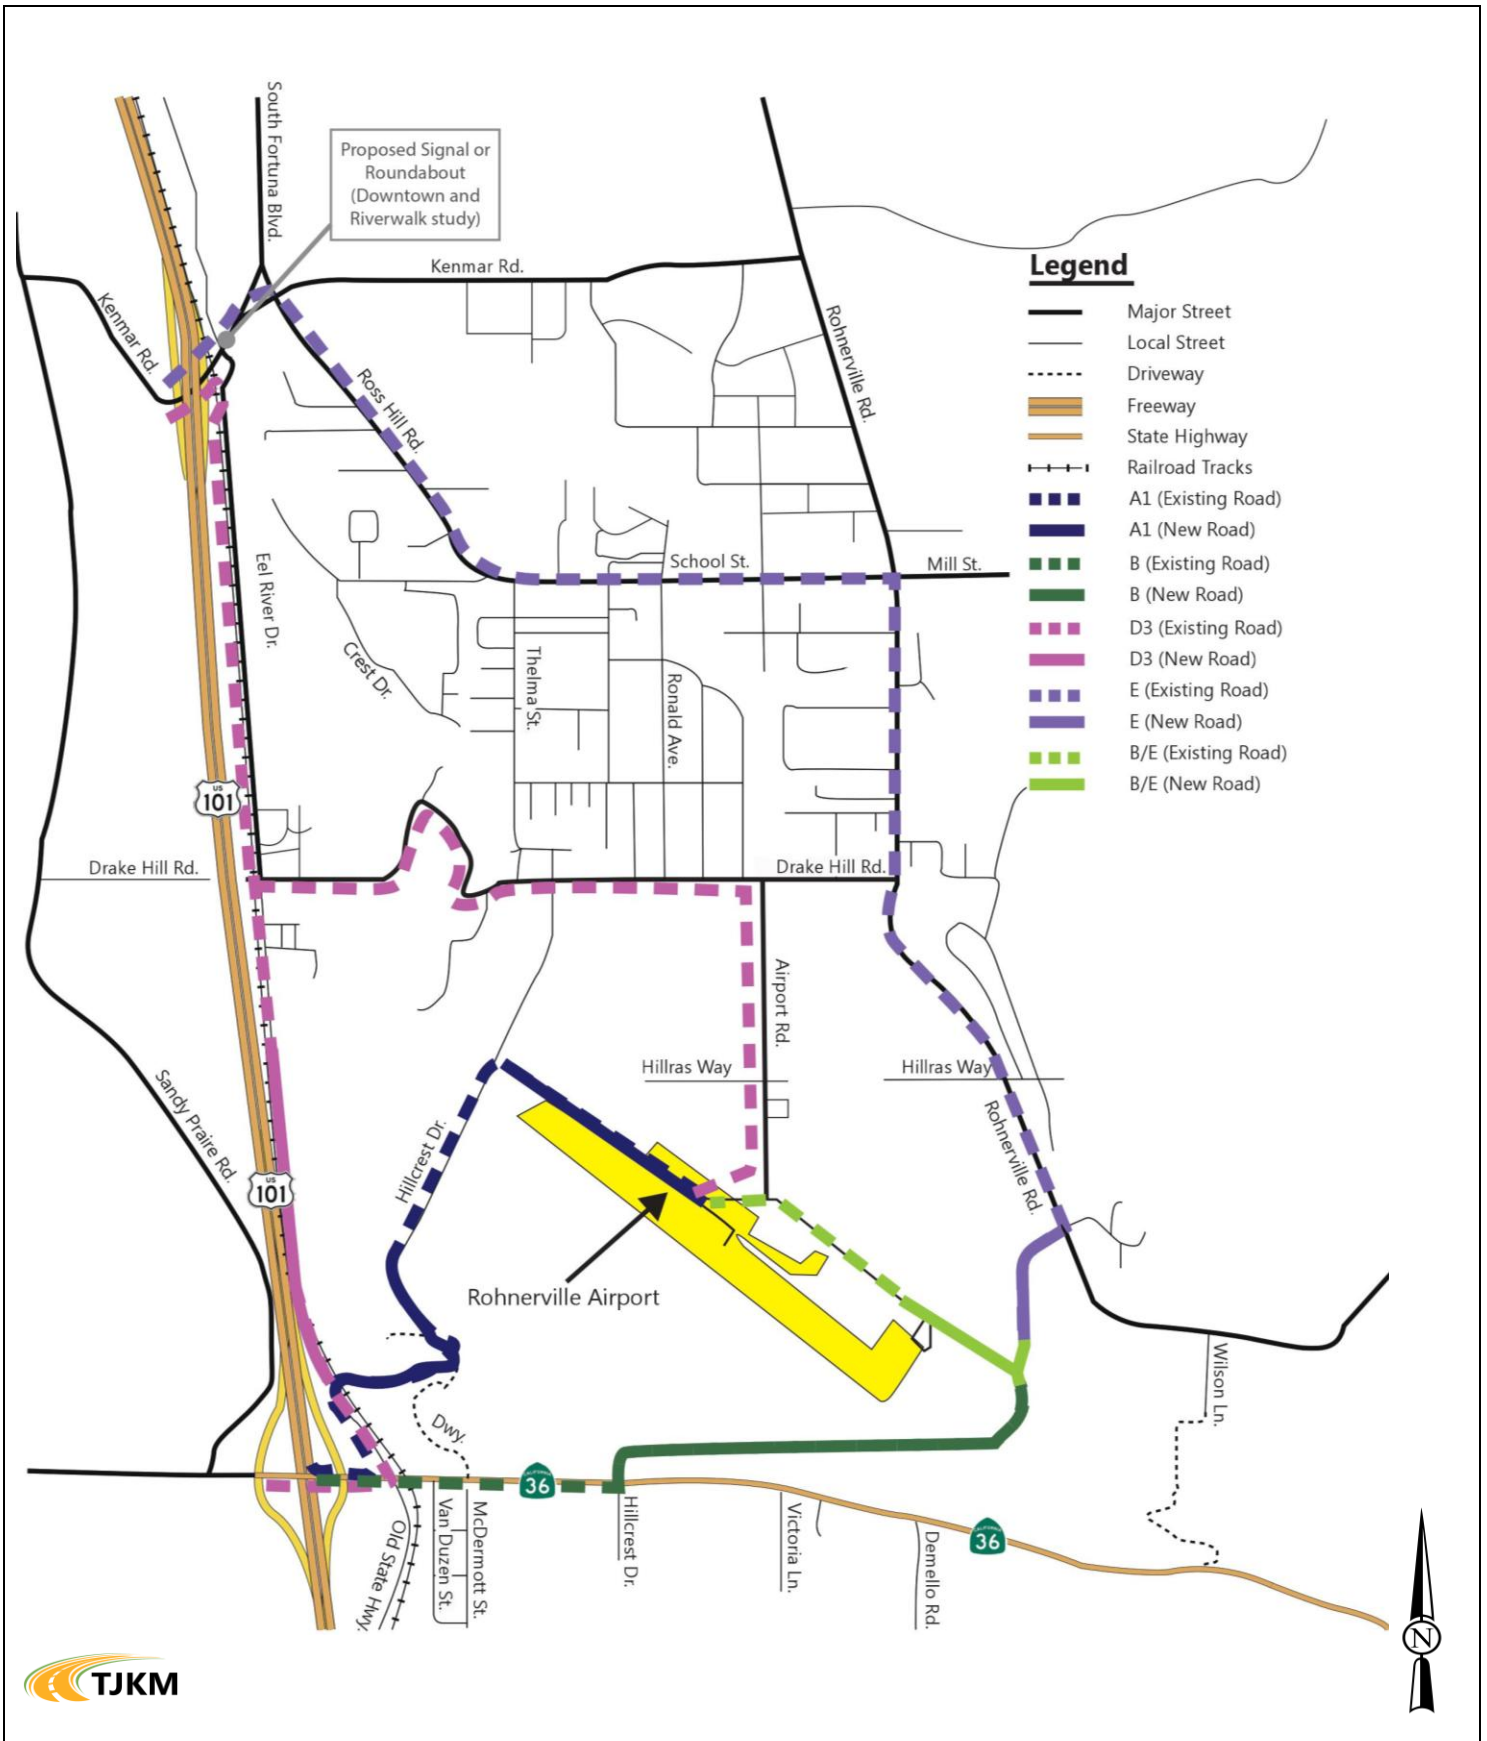 South Fortuna Blvd.
Proposed Signal or
Roundabout
(Downtown and
Riverwalk study)
Kenmar Rd.
Kenmar Rd.
Rohnerville Rd.
Ross Hill Rd.
Legend
Major Street
Local Street
Driveway
Freeway
State Highway
Railroad Tracks
A1 (Existing Road)
A1 (New Road)
B (Existing Road)
B (New Road)
D3 (Existing Road)
D3 (New Road)
E (Existing Road)
E (New Road)
B/E (Existing Road)
B/E (New Road)
School St.
Mill St.
Eel River Dr.
Crest Dr.
Thelma St.
Ronald Ave.
US
101
Drake Hill Rd.
Drake Hill Rd.
Airport Rd.
Hillras Way
Hillras Way
Sandy Praire Rd.
Hillcrest Dr.
Rohnerville Rd.
US
101
Rohnerville Airport
Wilson Ln.
Dwy.
CALIFORNIA
36
Old State Hwy.
Van Duzen St.
McDermott St.
Hillcrest Dr.
Victoria Ln.
Demello Rd.
CALIFORNIA
36
N
TJKM